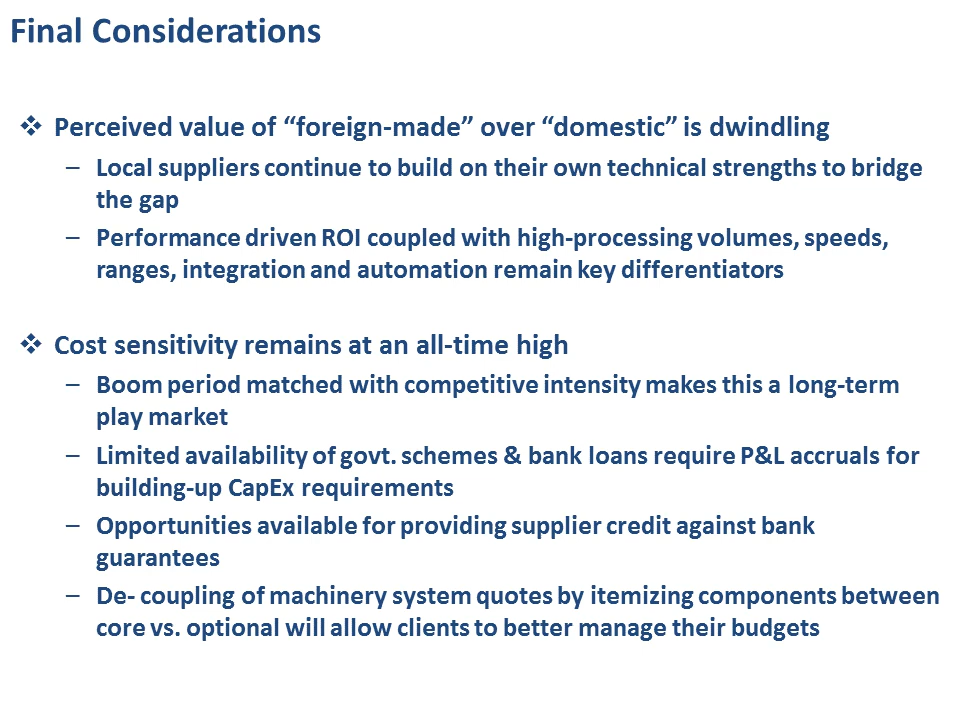 Final Considerations
❖ Perceived value of “foreign-made” over “domestic” is dwindling
– Local suppliers continue to build on their own technical strengths to bridge
the gap
– Performance driven ROI coupled with high-processing volumes, speeds,
ranges, integration and automation remain key differentiators
❖ Cost sensitivity remains at an all-time high
– Boom period matched with competitive intensity makes this a long-term
play market
– Limited availability of govt. schemes & bank loans require P&L accruals for
building-up CapEx requirements
– Opportunities available for providing supplier credit against bank
guarantees
– De- coupling of machinery system quotes by itemizing components between
core vs. optional will allow clients to better manage their budgets